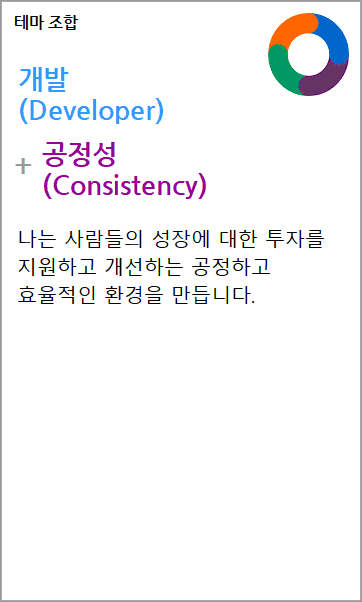 테마 조합
개발
(Developer)
+ 공정성
(Consistency)
나는 사람들의 성장에 대한 투자를
지원하고 개선하는 공정하고
효율적인 환경을 만듭니다.